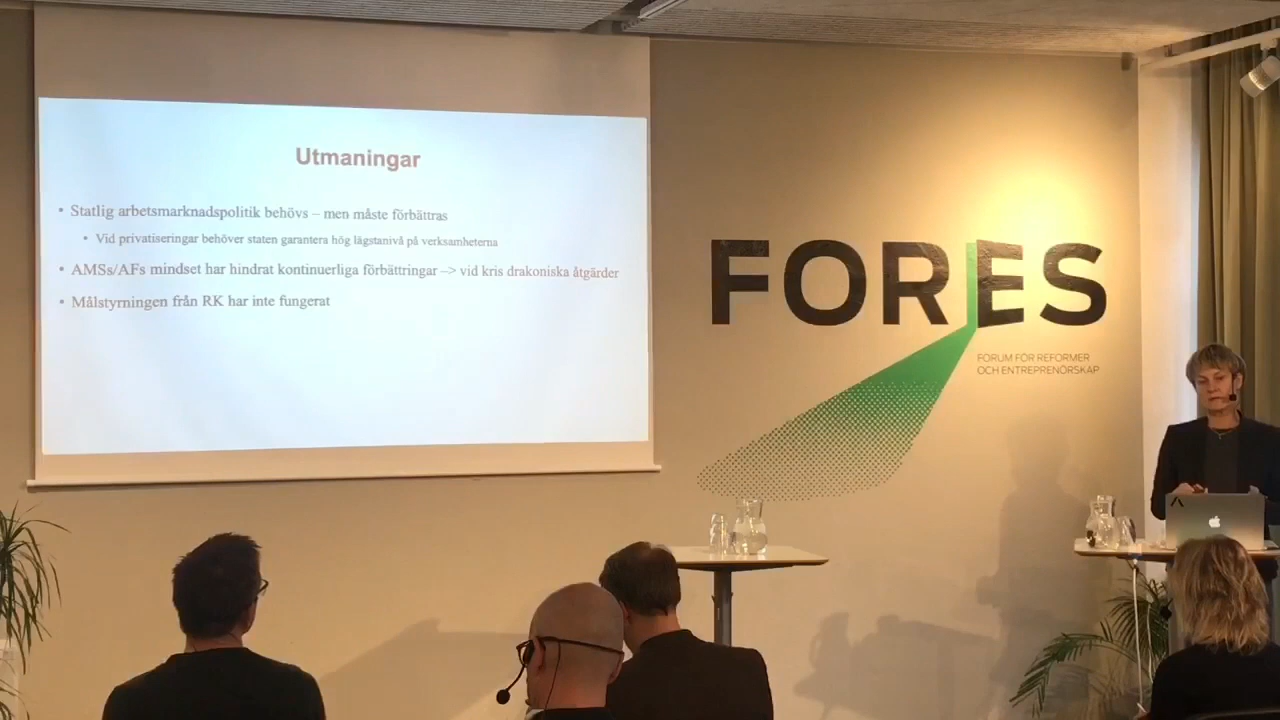 Utmaningar
• Statlig arbetsmarknadspolitik behövs – men måste förbättras
• Vid privatiseringar behöver staten garantera hög lägstanivå på verksamheterna
• AMSs/AFs mindset har hindrat kontinuerliga förbättringar –> vid kris drakoniska åtgärder
• Målstyrningen från RK har inte fungerat
FORES
FORUM FÖR REFORMER
OCH ENTREPRENÖRSKAP